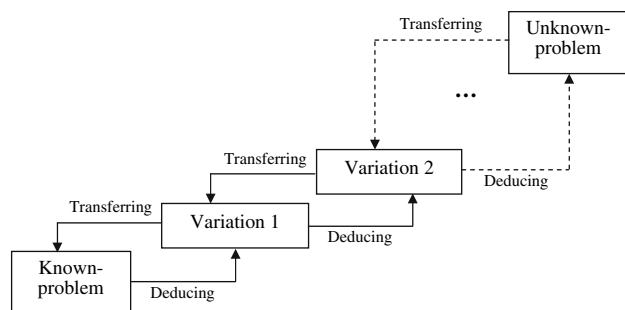 Transferring
Unknown-
problem
...
Transferring
Variation 2
Deducing
Transferring
Variation 1
Deducing
Known-
problem
Deducing